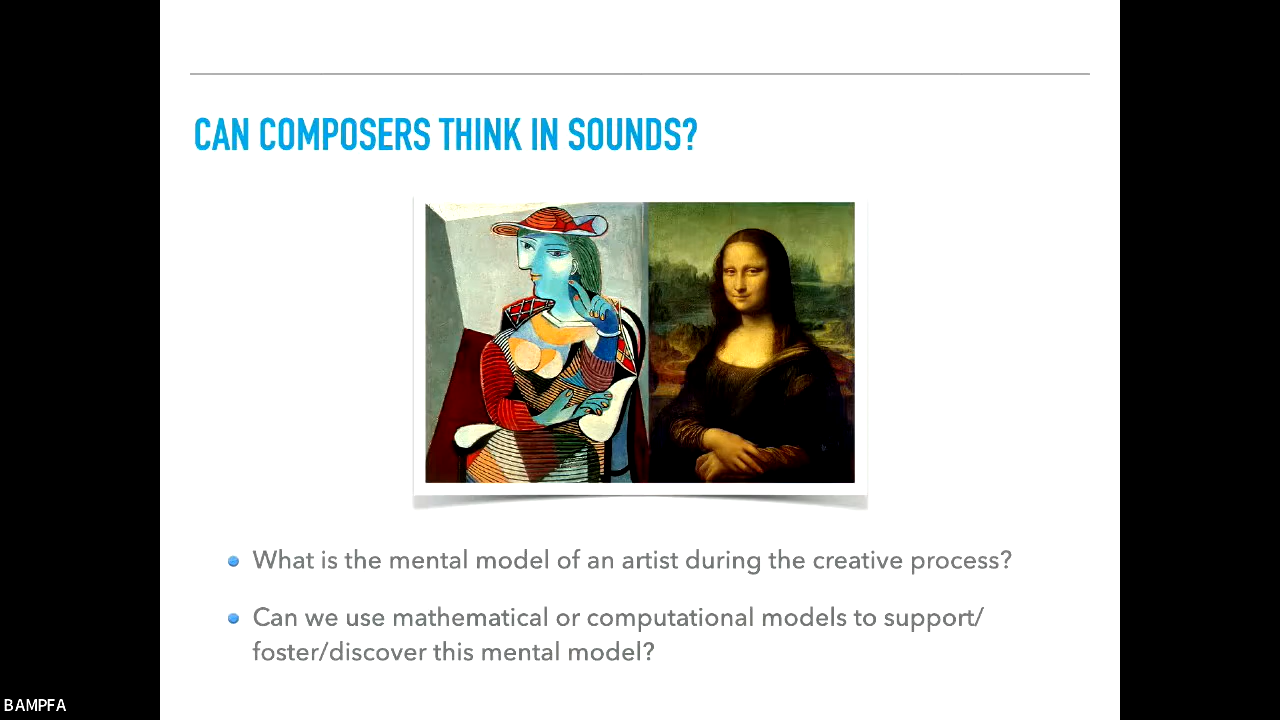 CAN COMPOSERS THINK IN SOUNDS?
What is the mental model of an artist during the creative process?
Can we use mathematical or computational models to support/
foster/discover this mental model?
BAMPFA